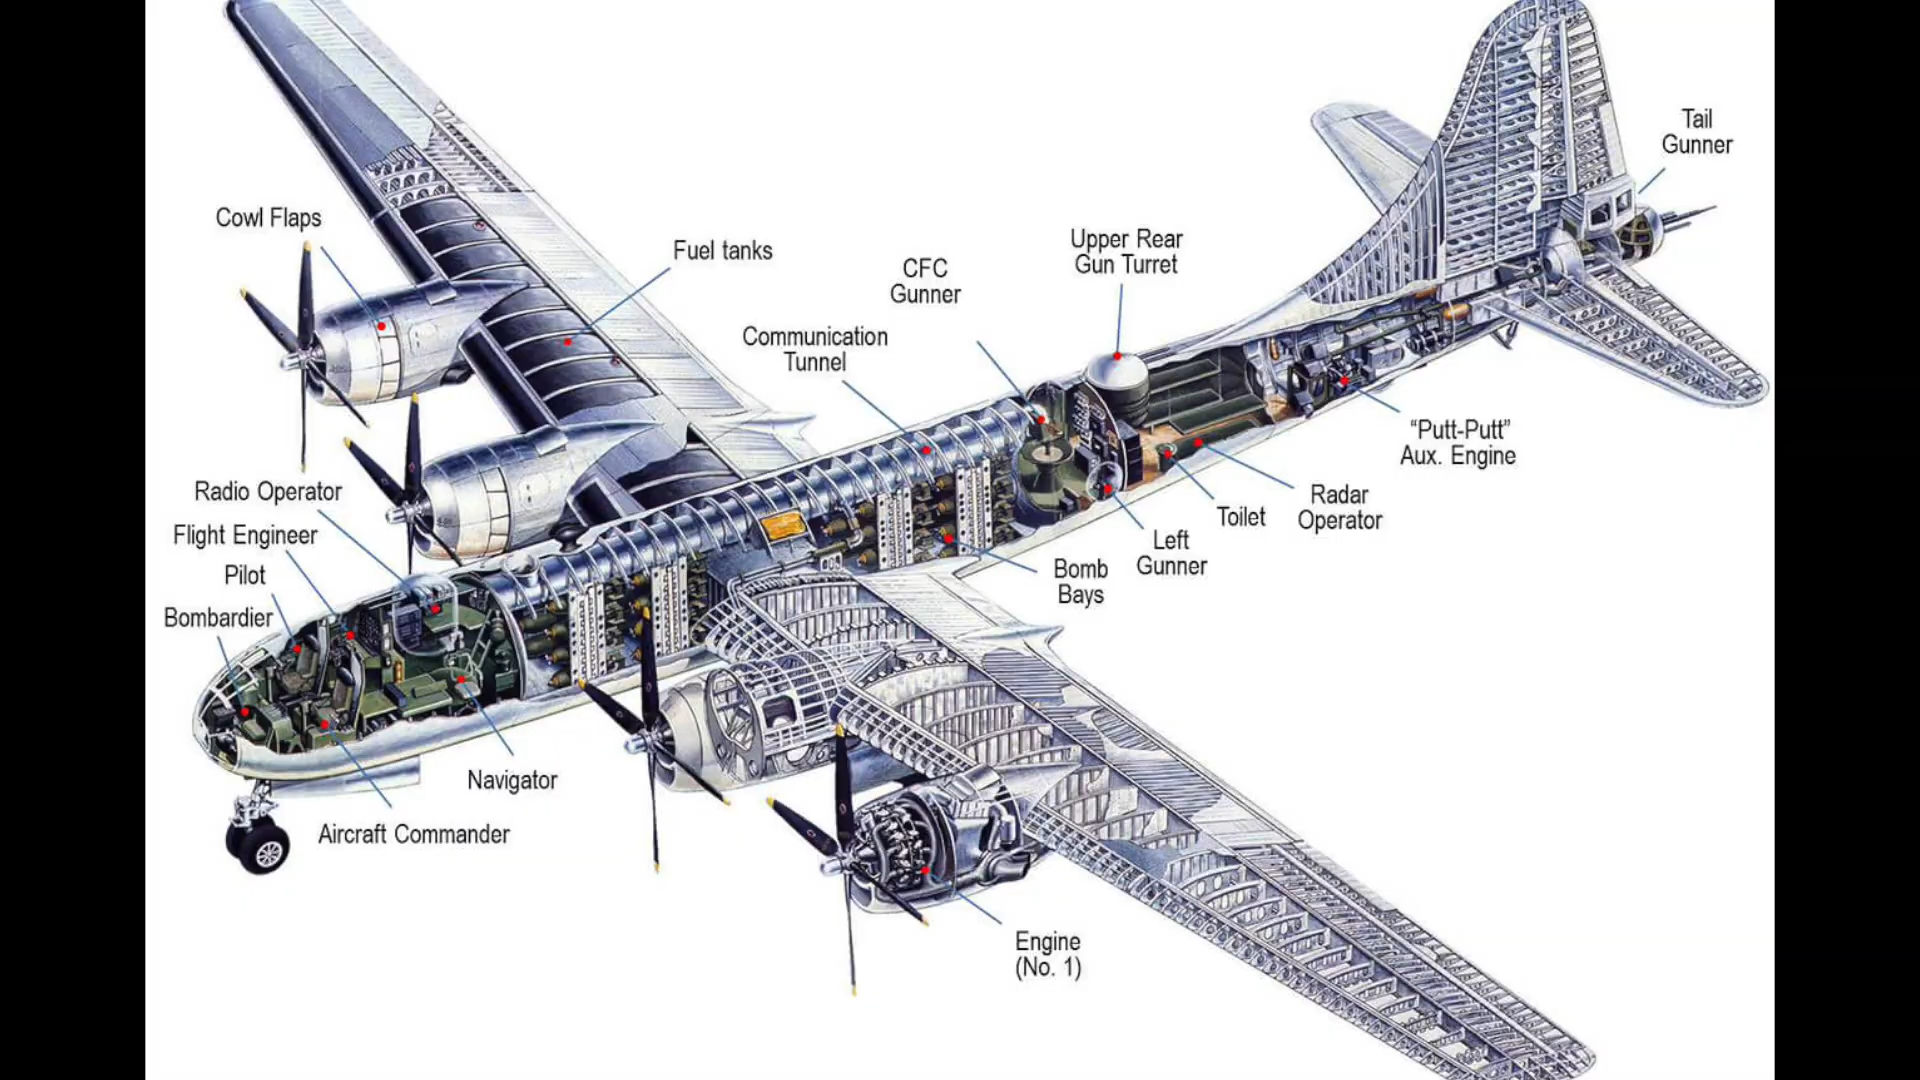 Tail
Gunner
Cowl Flaps
Fuel tanks
Upper Rear
Gun Turret
CFC
Gunner
Communication
Tunnel
"Putt-Putt"
Aux. Engine
Radio Operator
Flight Engineer
Pilot
Bombardier
Radar
Operator
Toilet
Left
Gunner
Bomb
Bays
Navigator
Aircraft Commander
Engine
(No. 1)